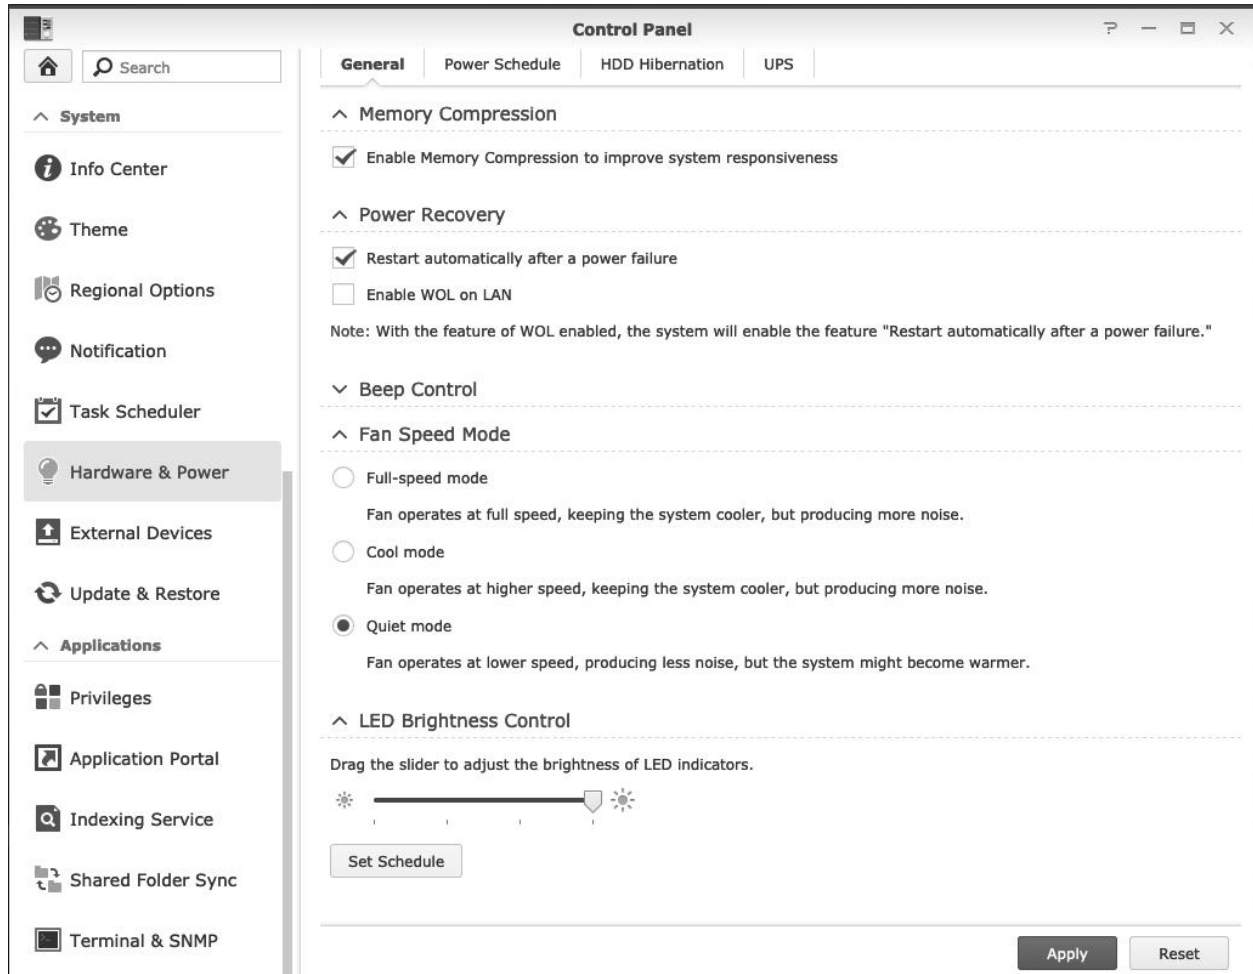 Control Panel
Search
System
Info Center
Theme
Regional Options
Notification
Task Scheduler
Hardware & Power
External Devices
Update & Restore
Applications
Privileges
Application Portal
Indexing Service
Shared Folder Sync
Terminal & SNMP
General Power Schedule HDD Hibernation UPS
Memory Compression
Enable Memory Compression to improve system responsiveness
Power Recovery
Restart automatically after a power failure
Enable WOL on LAN
Note: With the feature of WOL enabled, the system will enable the feature "Restart automatically after a power failure."
Beep Control
Fan Speed Mode
Full-speed mode
Fan operates at full speed, keeping the system cooler, but producing more noise.
Cool mode
Fan operates at higher speed, keeping the system cooler, but producing more noise.
Quiet mode
Fan operates at lower speed, producing less noise, but the system might become warmer.
LED Brightness Control
Drag the slider to adjust the brightness of LED indicators.
Set Schedule
Apply Reset